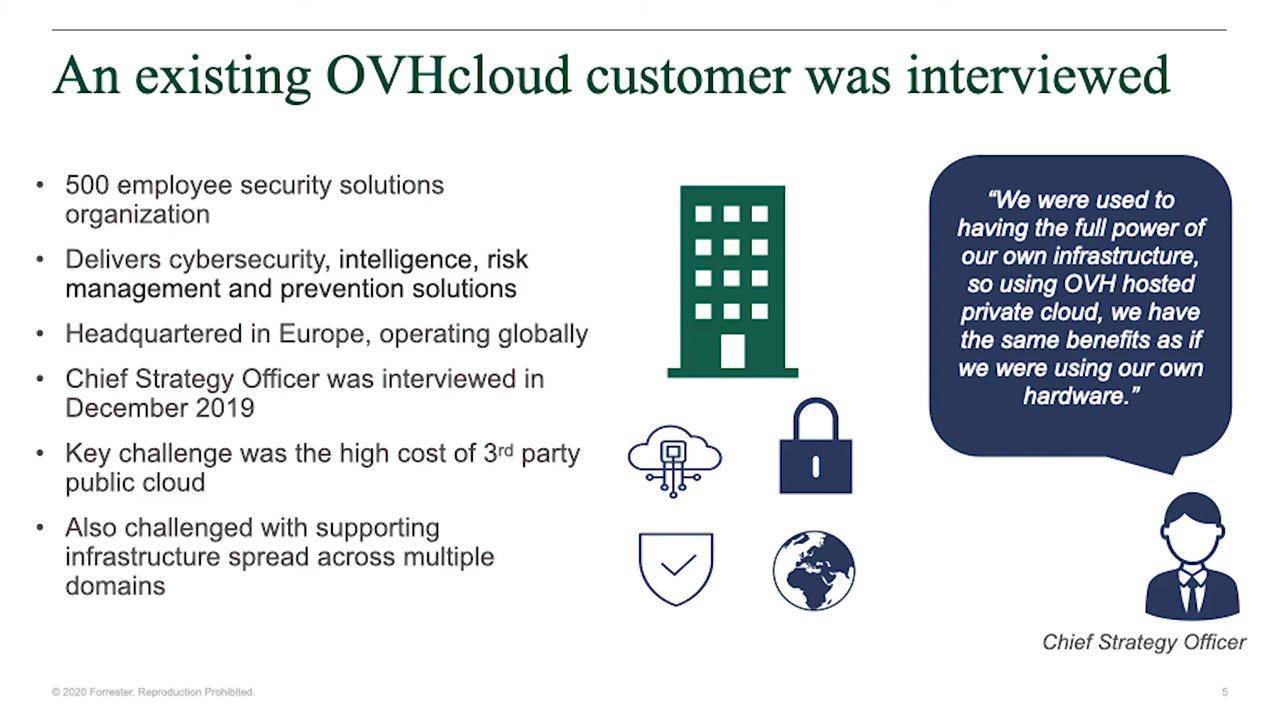 An existing OVHcloud customer was interviewed
• 500 employee security solutions
organization
• Delivers cybersecurity, intelligence, risk
management and prevention solutions
• Headquartered in Europe, operating globally
• Chief Strategy Officer was interviewed in
December 2019
• Key challenge was the high cost of 3rd party
public cloud
• Also challenged with supporting
infrastructure spread across multiple
domains
“We were used to
having the full power of
our own infrastructure,
so using OVH hosted
private cloud, we have
the same benefits as if
we were using our own
hardware.”
Chief Strategy Officer
© 2020 Forrester. Reproduction Prohibited.
5